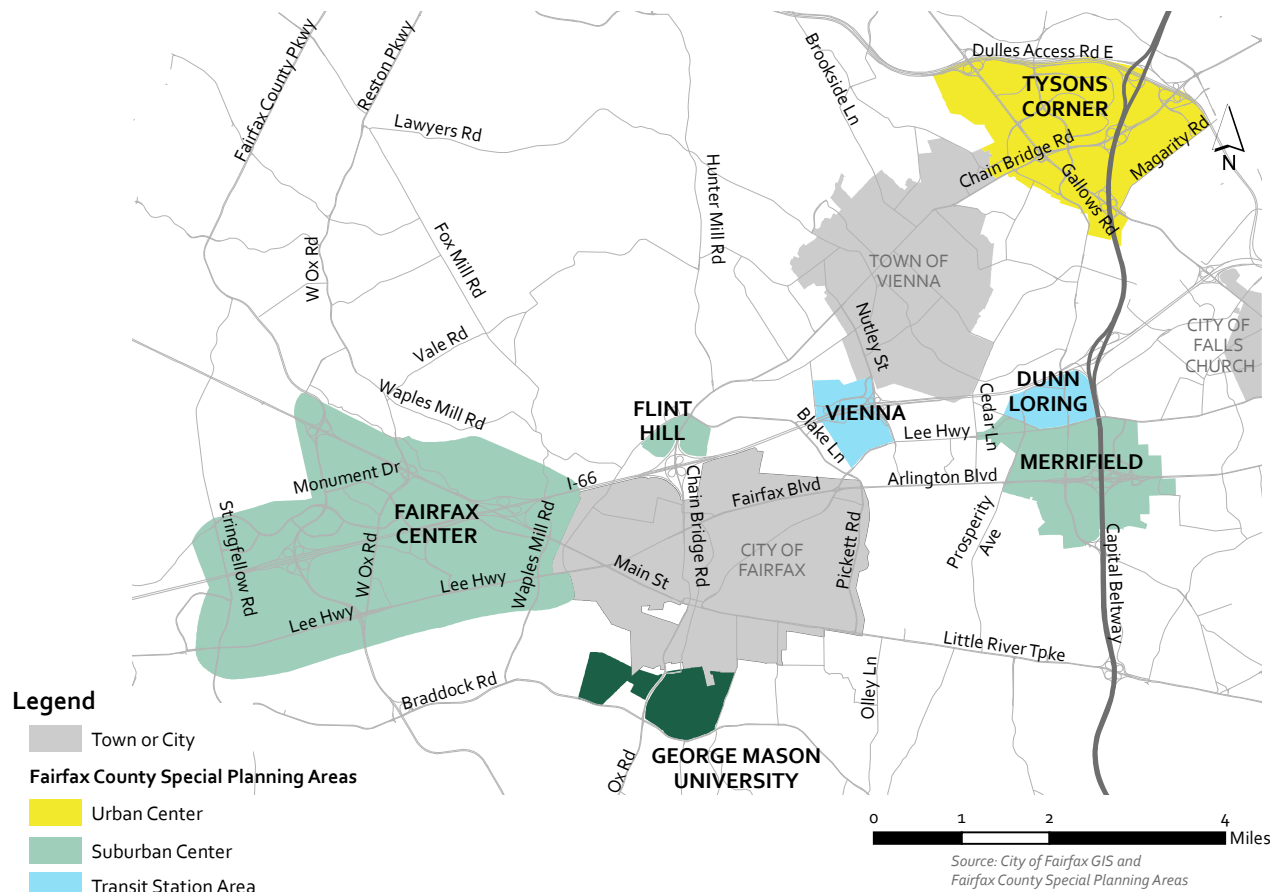 Dulles Access Rd E
TYSONS
CORNER
Fairfax County Pkwy
Reston Pkwy
Brookside Ln
Lawyers Rd
Chain Bridge Rd
Magarity Rd
N
Gallows Rd
Hunter Mill Rd
W Ox Rd
Fox Mill Rd
TOWN OF
VIENNA
Nutley St
Vale Rd
CITY OF
FALLS
CHURCH
Waples Mill Rd
DUNN
LORING
FLINT
HILL
VIENNA
Blake Ln
Lee Hwy
Cedar Ln
MERRIFIELD
Monument Dr
I-66
Chain Bridge Rd
Fairfax Blvd
Arlington Blvd
FAIRFAX
CENTER
Stringfellow Rd
W Ox Rd
Waples Mill Rd
Lee Hwy
Lee Hwy
Main St
CITY OF
FAIRFAX
Pickett Rd
Prosperity
Ave
Capital Beltway
Little River Tpke
Olley Ln
Braddock Rd
Ox Rd
GEORGE MASON
UNIVERSITY
Legend
Town or City
Fairfax County Special Planning Areas
Urban Center
Suburban Center
Transit Station Area
0 1 2 4
Miles
Source: City of Fairfax GIS and
Fairfax County Special Planning Areas